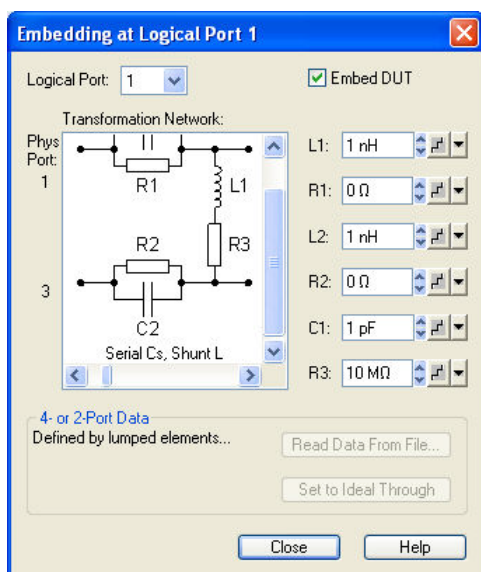 Embedding at Logical Port 1
Logical Port: 1
Embed DUT
Transformation Network:
Phys Port:
1
R1
L1
R2
R3
3
C2
Serial Cs, Shunt L
L1: 1 nH
R1: 0 Ω
L2: 1 nH
R2: 0 Ω
C1: 1 pF
R3: 10 MΩ
4- or 2-Port Data
Defined by lumped elements...
Read Data From File...
Set to Ideal Through
Close
Help